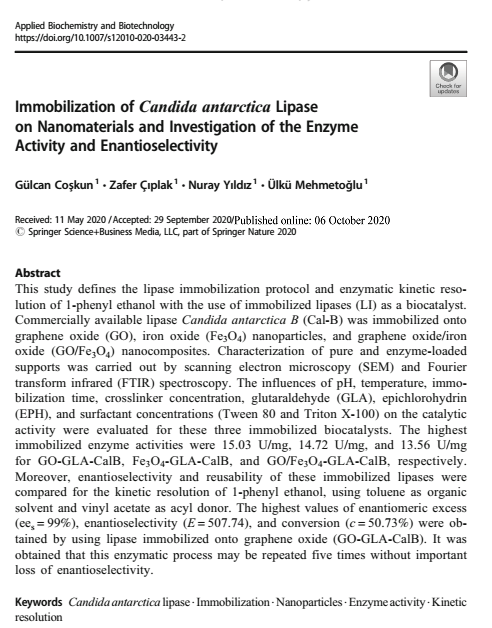 Applied Biochemistry and Biotechnology
https://doi.org/10.1007/s12010-020-03443-2
Check for
updates
Immobilization of Candida antarctica Lipase
on Nanomaterials and Investigation of the Enzyme
Activity and Enantioselectivity
Gülcan Coşkun¹ · Zafer Çıplak¹ · Nuray Yıldız¹ · Ülkü Mehmetoğlu¹
Received: 11 May 2020 /Accepted: 29 September 2020/Published online: 06 October 2020
© Springer Science+Business Media, LLC, part of Springer Nature 2020
Abstract
This study defines the lipase immobilization protocol and enzymatic kinetic reso-
lution of 1-phenyl ethanol with the use of immobilized lipases (LI) as a biocatalyst.
Commercially available lipase Candida antarctica B (Cal-B) was immobilized onto
graphene oxide (GO), iron oxide (Fe₃O₄) nanoparticles, and graphene oxide/iron
oxide (GO/Fe₃O₄) nanocomposites. Characterization of pure and enzyme-loaded
supports was carried out by scanning electron microscopy (SEM) and Fourier
transform infrared (FTIR) spectroscopy. The influences of pH, temperature, immo-
bilization time, crosslinker concentration, glutaraldehyde (GLA), epichlorohydrin
(EPH), and surfactant concentrations (Tween 80 and Triton X-100) on the catalytic
activity were evaluated for these three immobilized biocatalysts. The highest
immobilized enzyme activities were 15.03 U/mg, 14.72 U/mg, and 13.56 U/mg
for GO-GLA-CalB, Fe₃O₄-GLA-CalB, and GO/Fe₃O₄-GLA-CalB, respectively.
Moreover, enantioselectivity and reusability of these immobilized lipases were
compared for the kinetic resolution of 1-phenyl ethanol, using toluene as organic
solvent and vinyl acetate as acyl donor. The highest values of enantiomeric excess
(eeₛ = 99%), enantioselectivity (E = 507.74), and conversion (c = 50.73%) were ob-
tained by using lipase immobilized onto graphene oxide (GO-GLA-CalB). It was
obtained that this enzymatic process may be repeated five times without important
loss of enantioselectivity.
Keywords Candida antarctica lipase · Immobilization · Nanoparticles · Enzyme activity · Kinetic
resolution